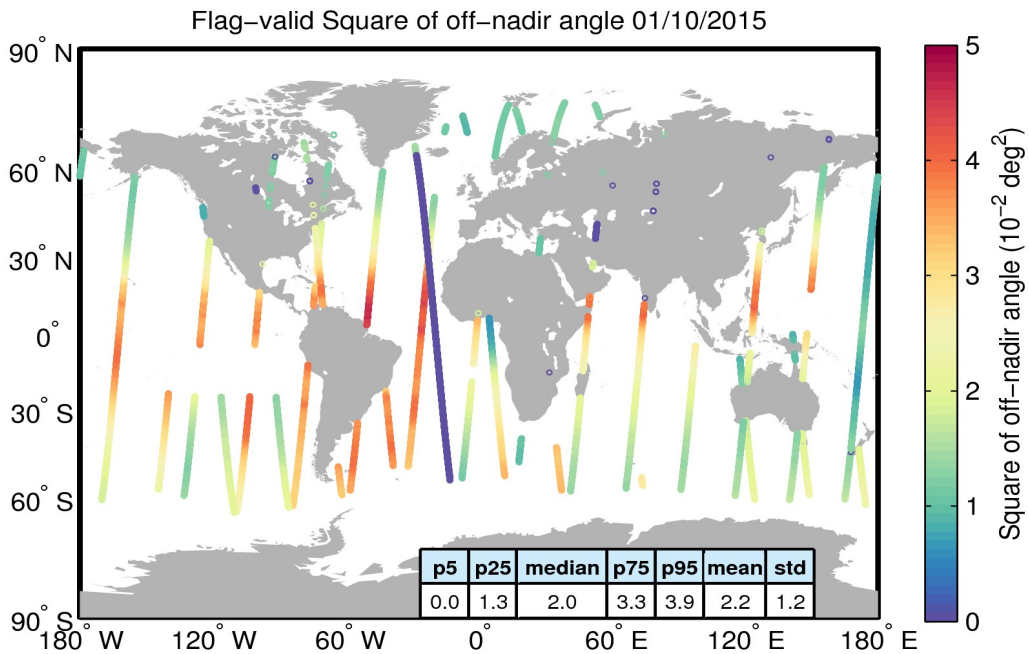 Flag−valid Square of off−nadir angle 01/10/2015
90° N
60° N
30° N
0°
30° S
60° S
90° S
180° W
120° W
60° W
0°
60° E
120° E
180° E
p5 p25 median p75 p95 mean std
0.0 1.3 2.0 3.3 3.9 2.2 1.2
5
4
3
2
1
0
Square of off−nadir angle (10⁻² deg²)